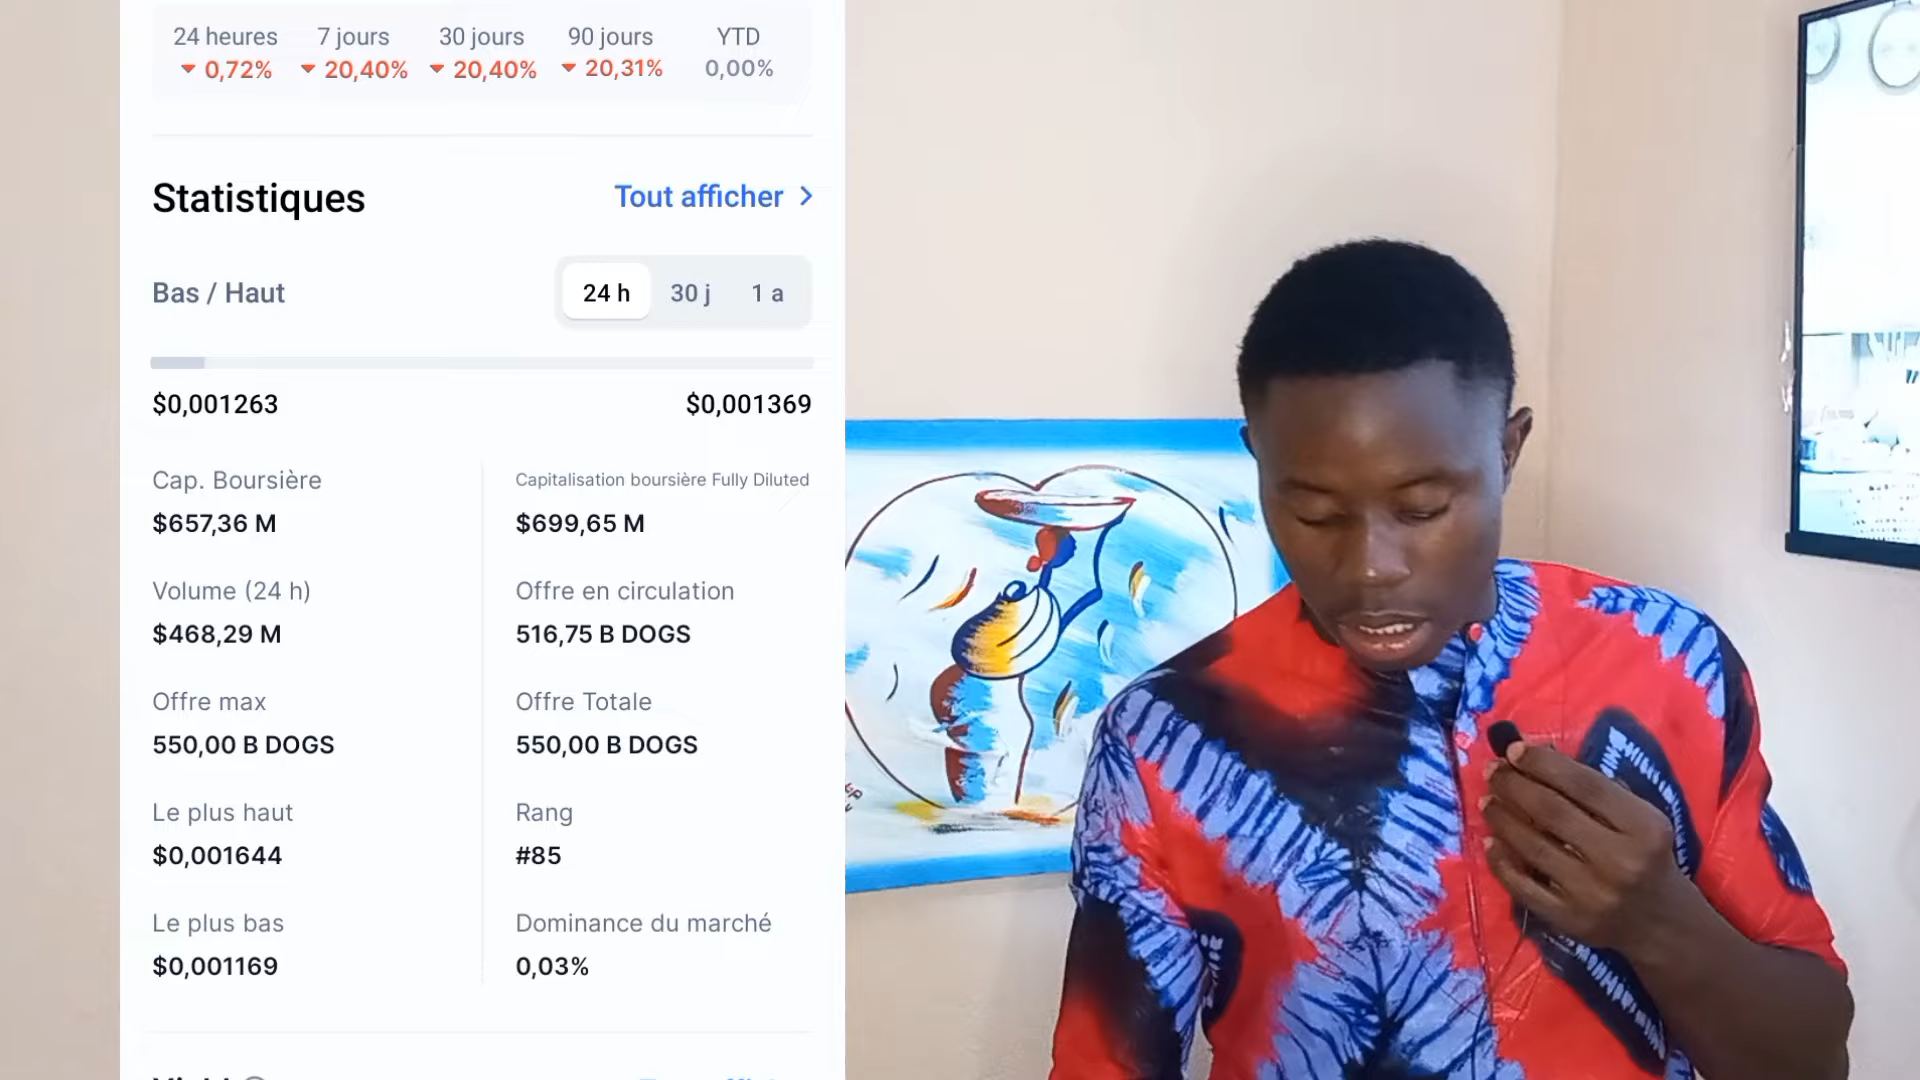 24 heures 7 jours 30 jours 90 jours YTD
0,72% 20,40% 20,40% 20,31% 0,00%
Statistiques Tout afficher
Bas / Haut 24 h 30 j 1 a
$0,001263 $0,001369
Cap. Boursière Capitalisation boursière Fully Diluted
$657,36 M $699,65 M
Volume (24 h) Offre en circulation
$468,29 M 516,75 B DOGS
Offre max Offre Totale
550,00 B DOGS 550,00 B DOGS
Le plus haut Rang
$0,001644 #85
Le plus bas Dominance du marché
$0,001169 0,03%